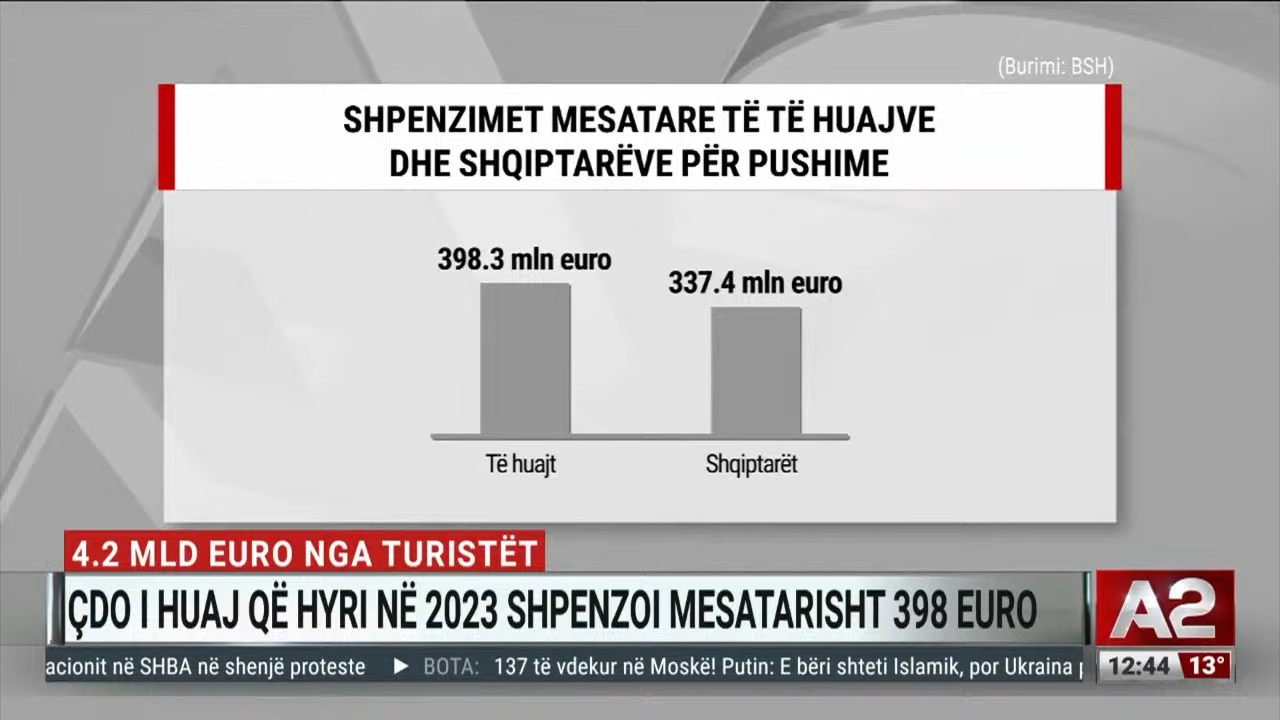 (Burimi: BSH)
SHPENZIMET MESATARE TË TË HUAJVE
DHE SHQIPTARËVE PËR PUSHIME
398.3 mln euro
337.4 mln euro
Të huajt
Shqiptarët
4.2 MLD EURO NGA TURISTËT
ÇDO I HUAJ QË HYRI NË 2023 SHPENZOI MESATARISHT 398 EURO
A2
acionit në SHBA në shenjë proteste ▶ BOTA: 137 të vdekur në Moskë! Putin: E bëri shteti Islamik, por Ukraina
12:44 13°